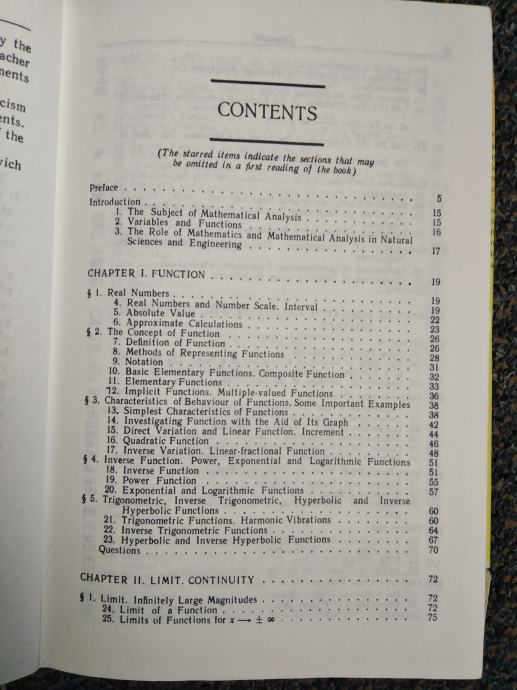 y the
acher
nents
cism
ents.
the
vich
CONTENTS
(The starred items indicate the sections that may
be omitted in a first reading of the book)
Preface . . . . . . 5
Introduction . . . . . . 15
1. The Subject of Mathematical Analysis . . . . . . 15
2. Variables and Functions . . . . . . 16
3. The Role of Mathematics and Mathematical Analysis in Natural
Sciences and Engineering . . . . . . 17
CHAPTER I. FUNCTION . . . . . . 19
§ 1. Real Numbers . . . . . . 19
4. Real Numbers and Number Scale. Interval . . . . . . 19
5. Absolute Value . . . . . . 22
6. Approximate Calculations . . . . . . 23
§ 2. The Concept of Function . . . . . . 26
7. Definition of Function . . . . . . 26
8. Methods of Representing Functions . . . . . . 28
9. Notation . . . . . . 31
10. Basic Elementary Functions. Composite Function . . . . . . 32
11. Elementary Functions . . . . . . 33
12. Implicit Functions. Multiple-valued Functions . . . . . . 36
§ 3. Characteristics of Behaviour of Functions. Some Important Examples 38
13. Simplest Characteristics of Functions . . . . . . 38
14. Investigating Function with the Aid of Its Graph . . . . . . 42
15. Direct Variation and Linear Function. Increment . . . . . . 44
16. Quadratic Function . . . . . . 46
17. Inverse Variation. Linear-fractional Function . . . . . . 48
§ 4. Inverse Function. Power, Exponential and Logarithmic Functions 51
18. Inverse Function . . . . . . 51
19. Power Function . . . . . . 55
20. Exponential and Logarithmic Functions . . . . . . 57
§ 5. Trigonometric, Inverse Trigonometric, Hyperbolic and Inverse
Hyperbolic Functions . . . . . . 60
21. Trigonometric Functions. Harmonic Vibrations . . . . . . 60
22. Inverse Trigonometric Functions . . . . . . 64
23. Hyperbolic and Inverse Hyperbolic Functions . . . . . . 67
Questions . . . . . . 70
CHAPTER II. LIMIT. CONTINUITY . . . . . . 72
§ 1. Limit. Infinitely Large Magnitudes . . . . . . 72
24. Limit of a Function . . . . . . 72
25. Limits of Functions for x ⟶ ± ∞ . . . . . . 75